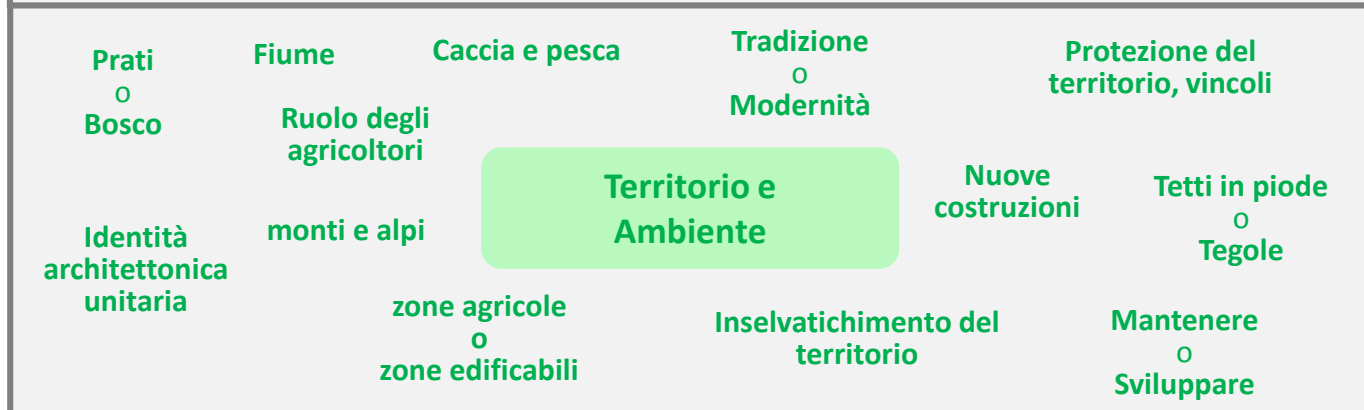 Prati
o
Bosco
Fiume
Caccia e pesca
Tradizione
o
Modernità
Protezione del
territorio, vincoli
Ruolo degli
agricoltori
Territorio e
Ambiente
Nuove
costruzioni
Tetti in piode
o
Tegole
Identità
architettonica
unitaria
monti e alpi
zone agricole
o
zone edificabili
Inselvatichimento del
territorio
Mantenere
o
Sviluppare